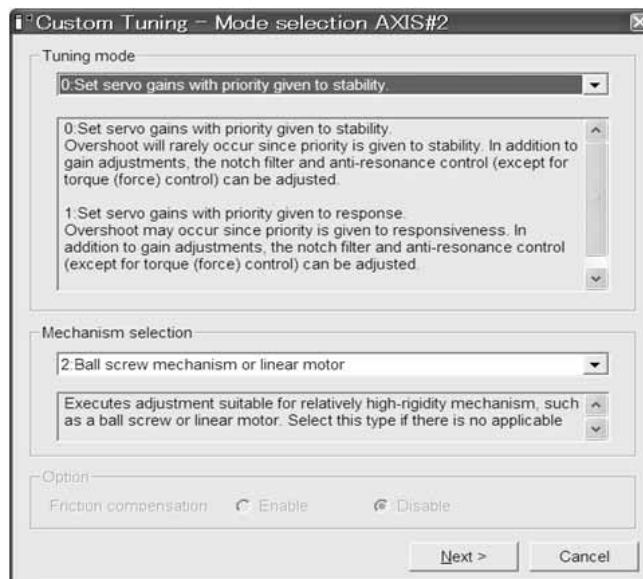 Custom Tuning - Mode selection AXIS#2
Tuning mode
0:Set servo gains with priority given to stability.
0:Set servo gains with priority given to stability.
Overshoot will rarely occur since priority is given to stability. In addition to
gain adjustments, the notch filter and anti-resonance control (except for
torque (force) control) can be adjusted.
1:Set servo gains with priority given to response.
Overshoot may occur since priority is given to responsiveness. In
addition to gain adjustments, the notch filter and anti-resonance control
(except for torque (force) control) can be adjusted.
Mechanism selection
2:Ball screw mechanism or linear motor
Executes adjustment suitable for relatively high-rigidity mechanism, such
as a ball screw or linear motor. Select this type if there is no applicable
Option
Friction compensation Enable Disable
Next > Cancel